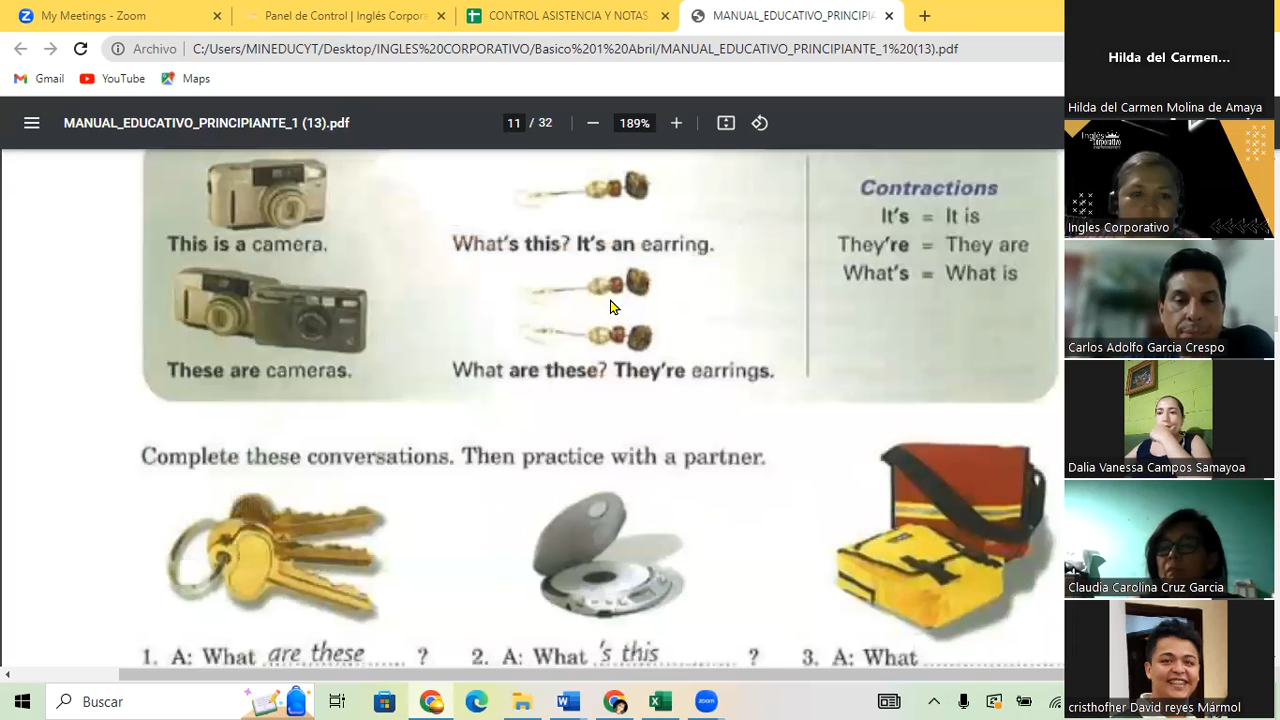 My Meetings - Zoom
Panel de Control | Inglés Corpor
CONTROL ASISTENCIA Y NOTAS
MANUAL_EDUCATIVO_PRINCIPIA
Archivo
C:/Users/MINEDUCYT/Desktop/INGLES%20CORPORATIVO/Basico%201%20Abril/MANUAL_EDUCATIVO_PRINCIPIANTE_1%20(13).pdf
Gmail
YouTube
Maps
MANUAL_EDUCATIVO_PRINCIPIANTE_1 (13).pdf
11 / 32
189%
This is a camera.
What's this? It's an earring.
These are cameras.
What are these? They're earrings.
Contractions
It's = It is
They're = They are
What's = What is
Complete these conversations. Then practice with a partner.
1. A: What are these ?
2. A: What 's this ?
3. A: What
Buscar
Hilda del Carmen...
Hilda del Carmen Molina de Amaya
Inglés
Corporativo
Ingles Corporativo
Carlos Adolfo Garcia Crespo
Dalia Vanessa Campos Samayoa
Claudia Carolina Cruz Garcia
cristhofher David reyes Mármol